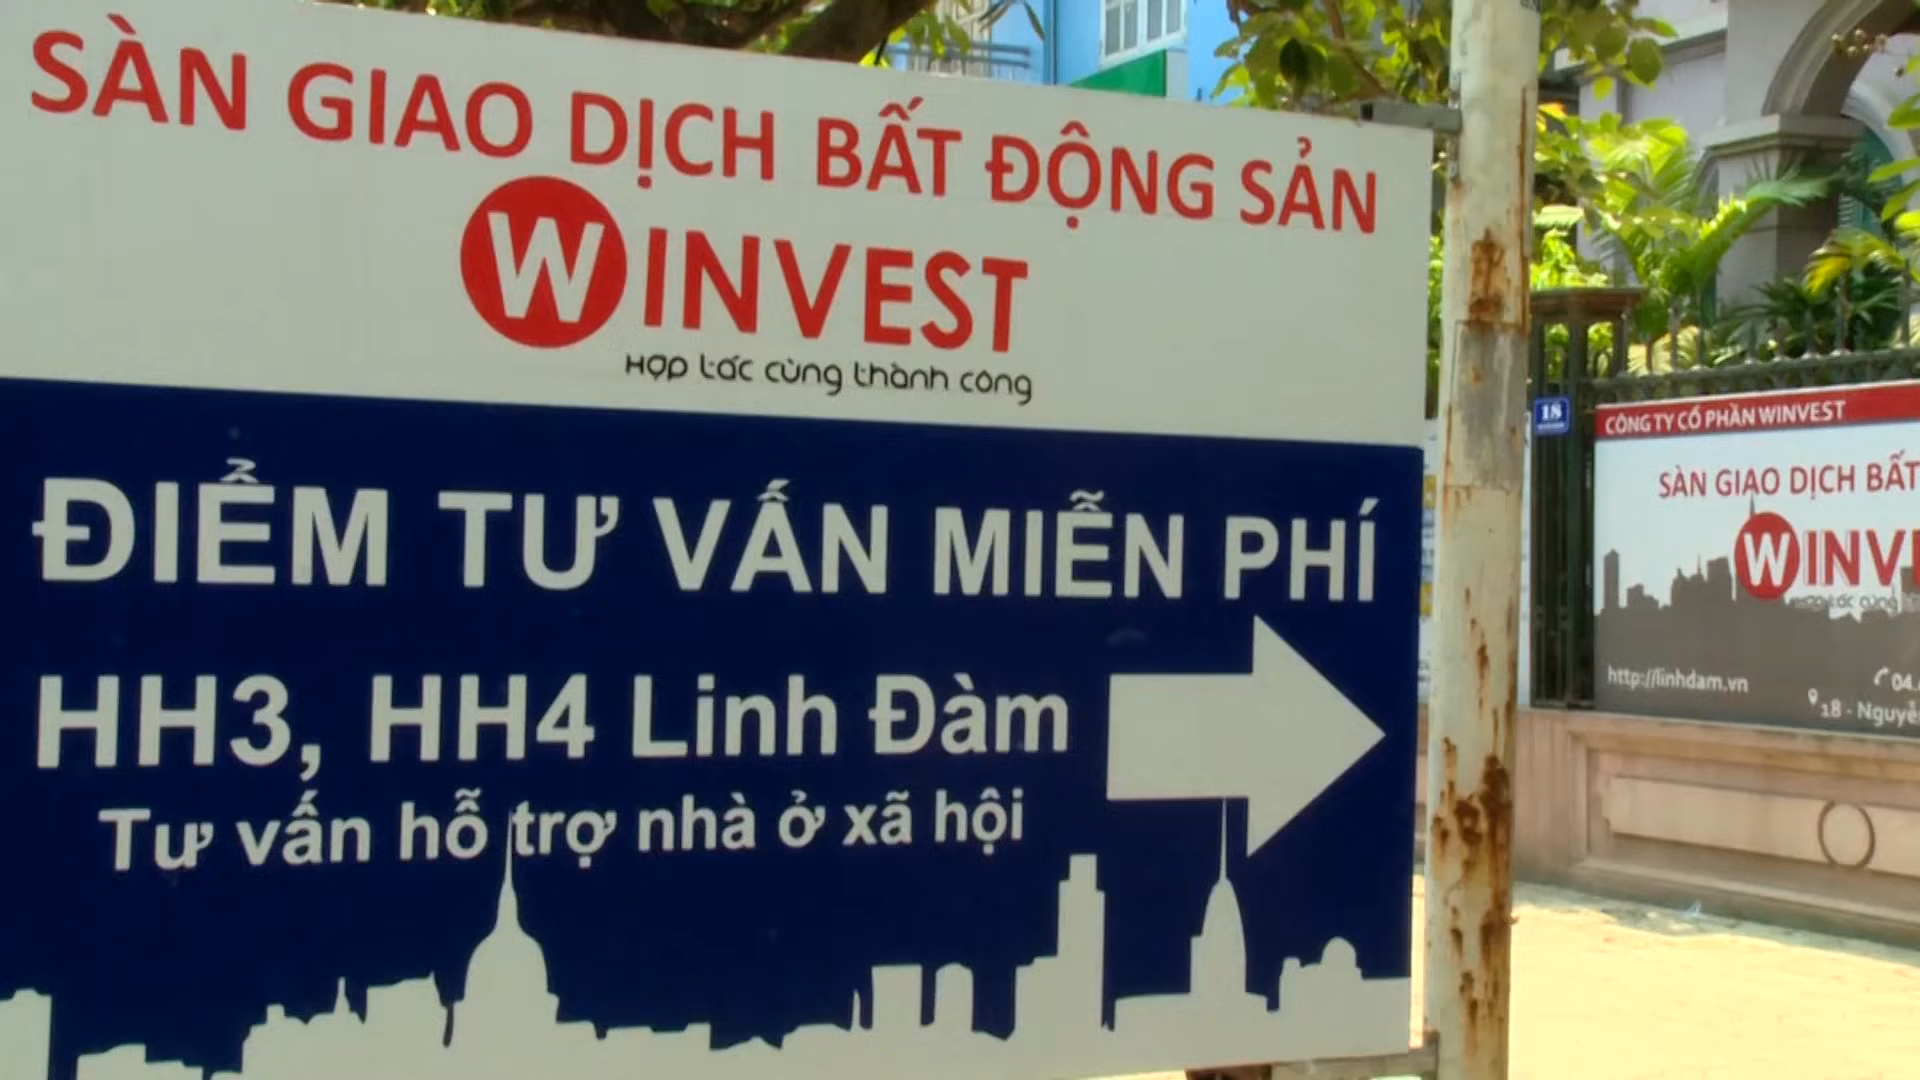 SÀN GIAO DỊCH BẤT ĐỘNG SẢN
WINVEST
Hợp tác cùng thành công
ĐIỂM TƯ VẤN MIỄN PHÍ
HH3, HH4 Linh Đàm
Tư vấn hỗ trợ nhà ở xã hội
18
CÔNG TY CỔ PHẦN WINVEST
SÀN GIAO DỊCH BẤT
WINV
http://linhdam.vn
04.
18 - Nguyễ